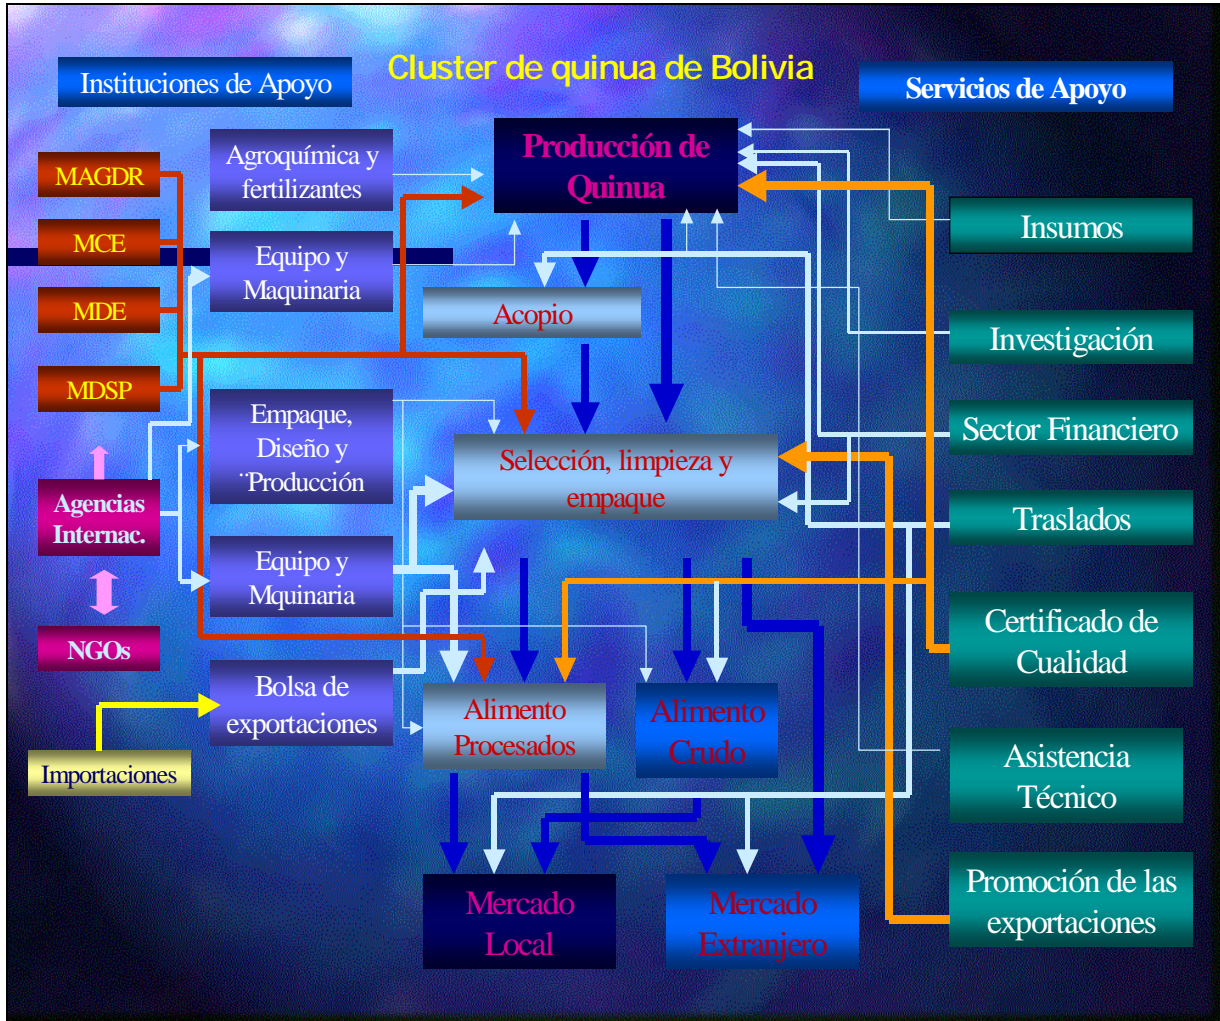 Cluster de quinua de Bolivia
Instituciones de Apoyo
Servicios de Apoyo
MAGDR
MCE
MDE
MDSP
Agencias
Internac.
NGOs
Importaciones
Agroquímica y
fertilizantes
Equipo y
Maquinaria
Empaque,
Diseño y
¨Producción
Equipo y
Mquinaria
Bolsa de
exportaciones
Producción de
Quinua
Acopio
Selección, limpieza y
empaque
Alimento
Procesados
Alimento
Crudo
Mercado
Local
Mercado
Extranjero
Insumos
Investigación
Sector Financiero
Traslados
Certificado de
Cualidad
Asistencia
Técnico
Promoción de las
exportaciones